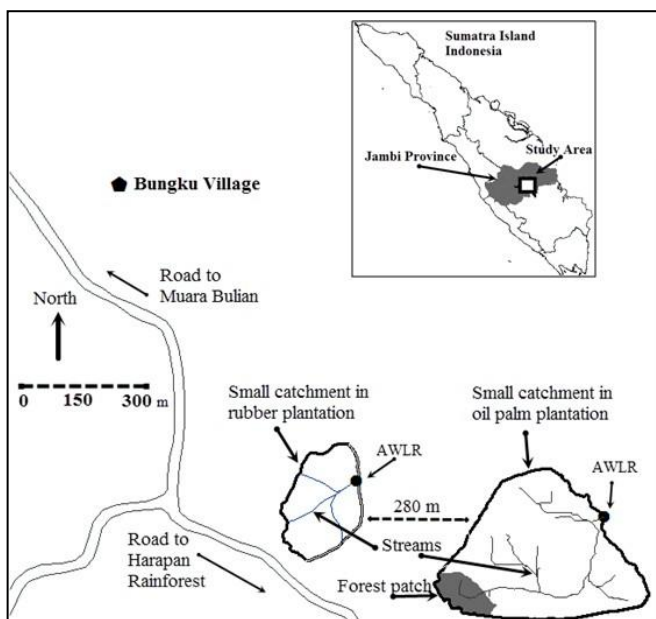 Sumatra Island
Indonesia
Jambi Province
Study Area
Bungku Village
Road to
Muara Bulian
North
0 150 300 m
Small catchment in
rubber plantation
Small catchment in
oil palm plantation
AWLR
AWLR
280 m
Streams
Road to
Harapan
Rainforest
Forest patch